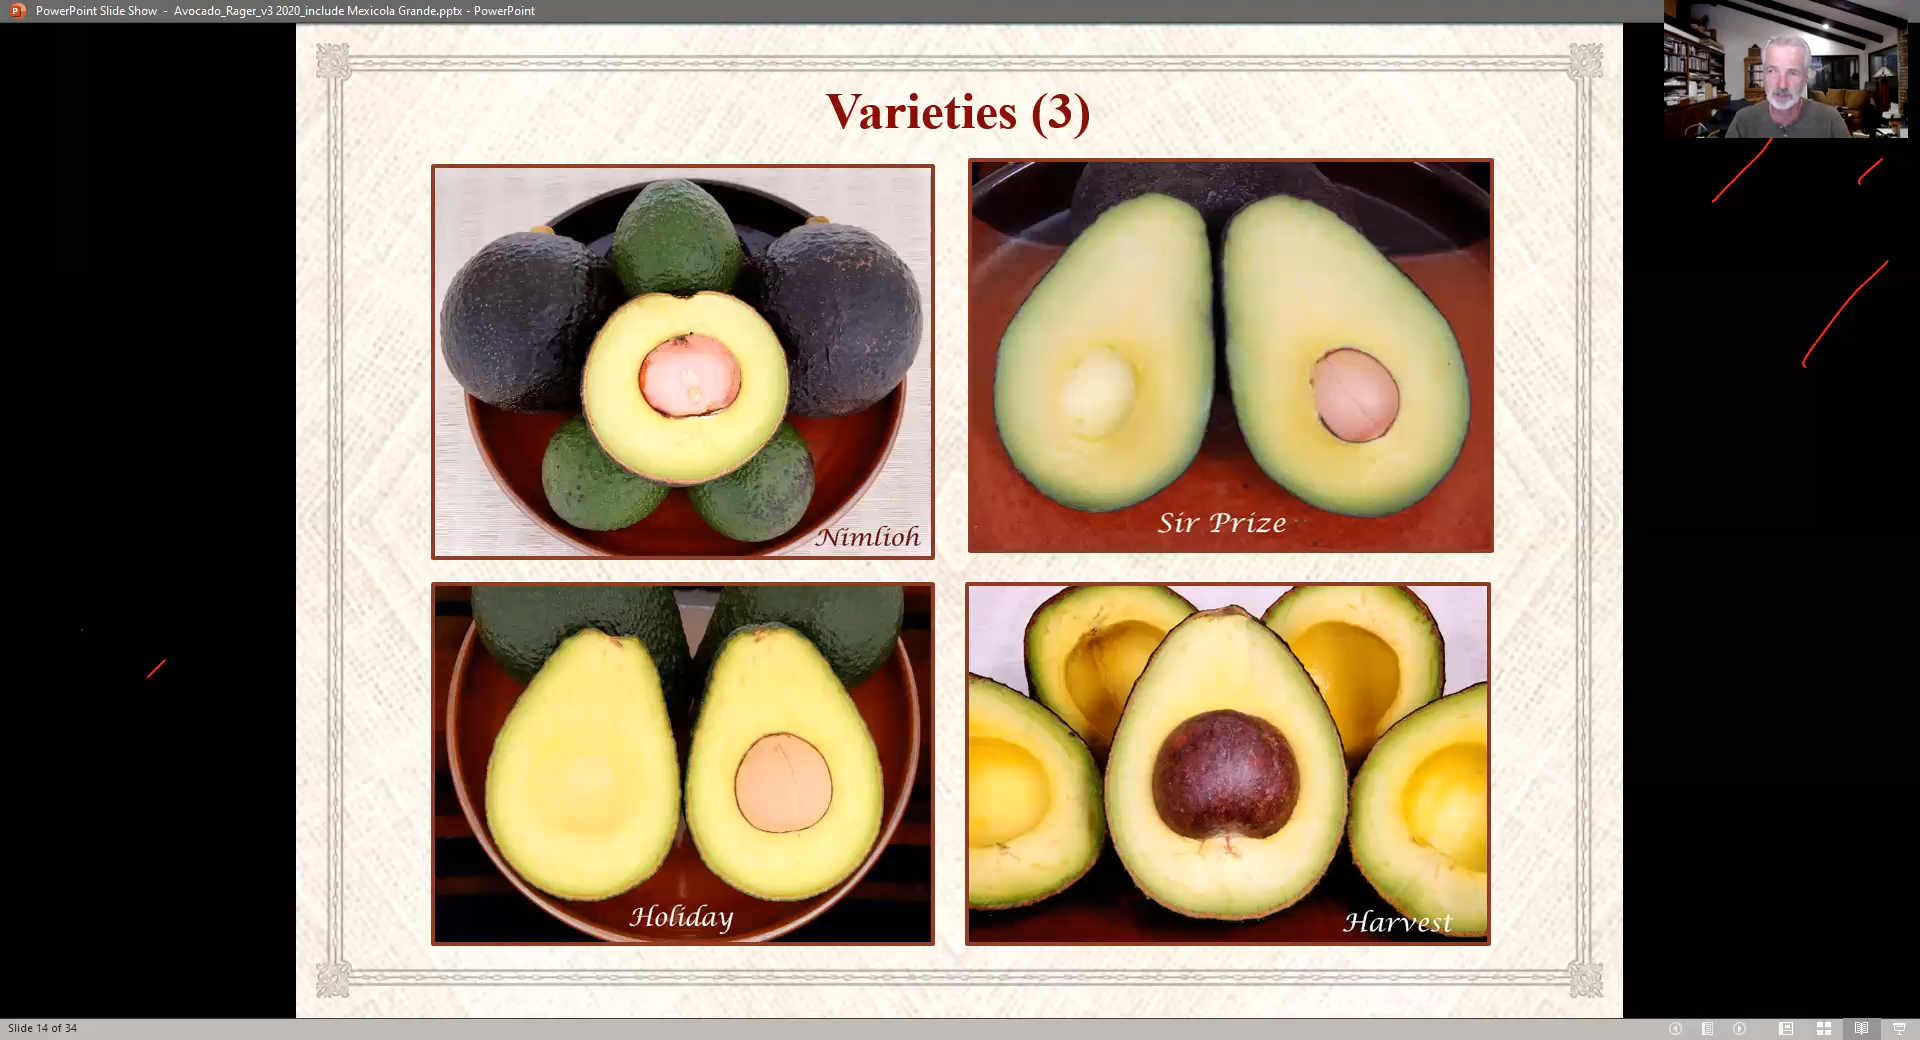 PowerPoint Slide Show - Avocado_Rager_v3 2020_include Mexicola Grande.pptx - PowerPoint
Varieties (3)
Nimlioh
Sir Prize
Holiday
Harvest
Slide 14 of 34